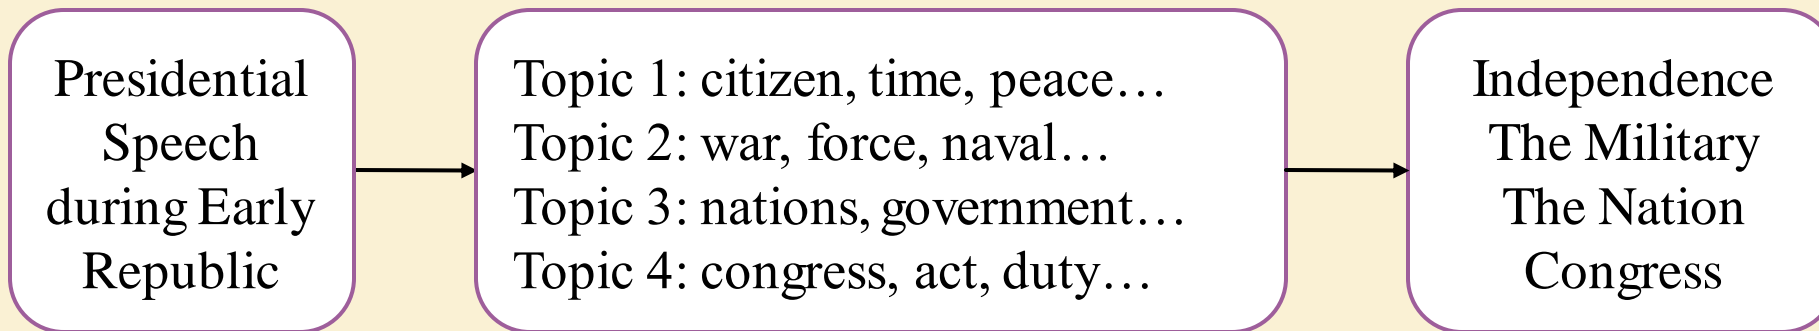 Presidential
Speech
during Early
Republic
Topic 1: citizen, time, peace…
Topic 2: war, force, naval…
Topic 3: nations, government…
Topic 4: congress, act, duty…
Independence
The Military
The Nation
Congress